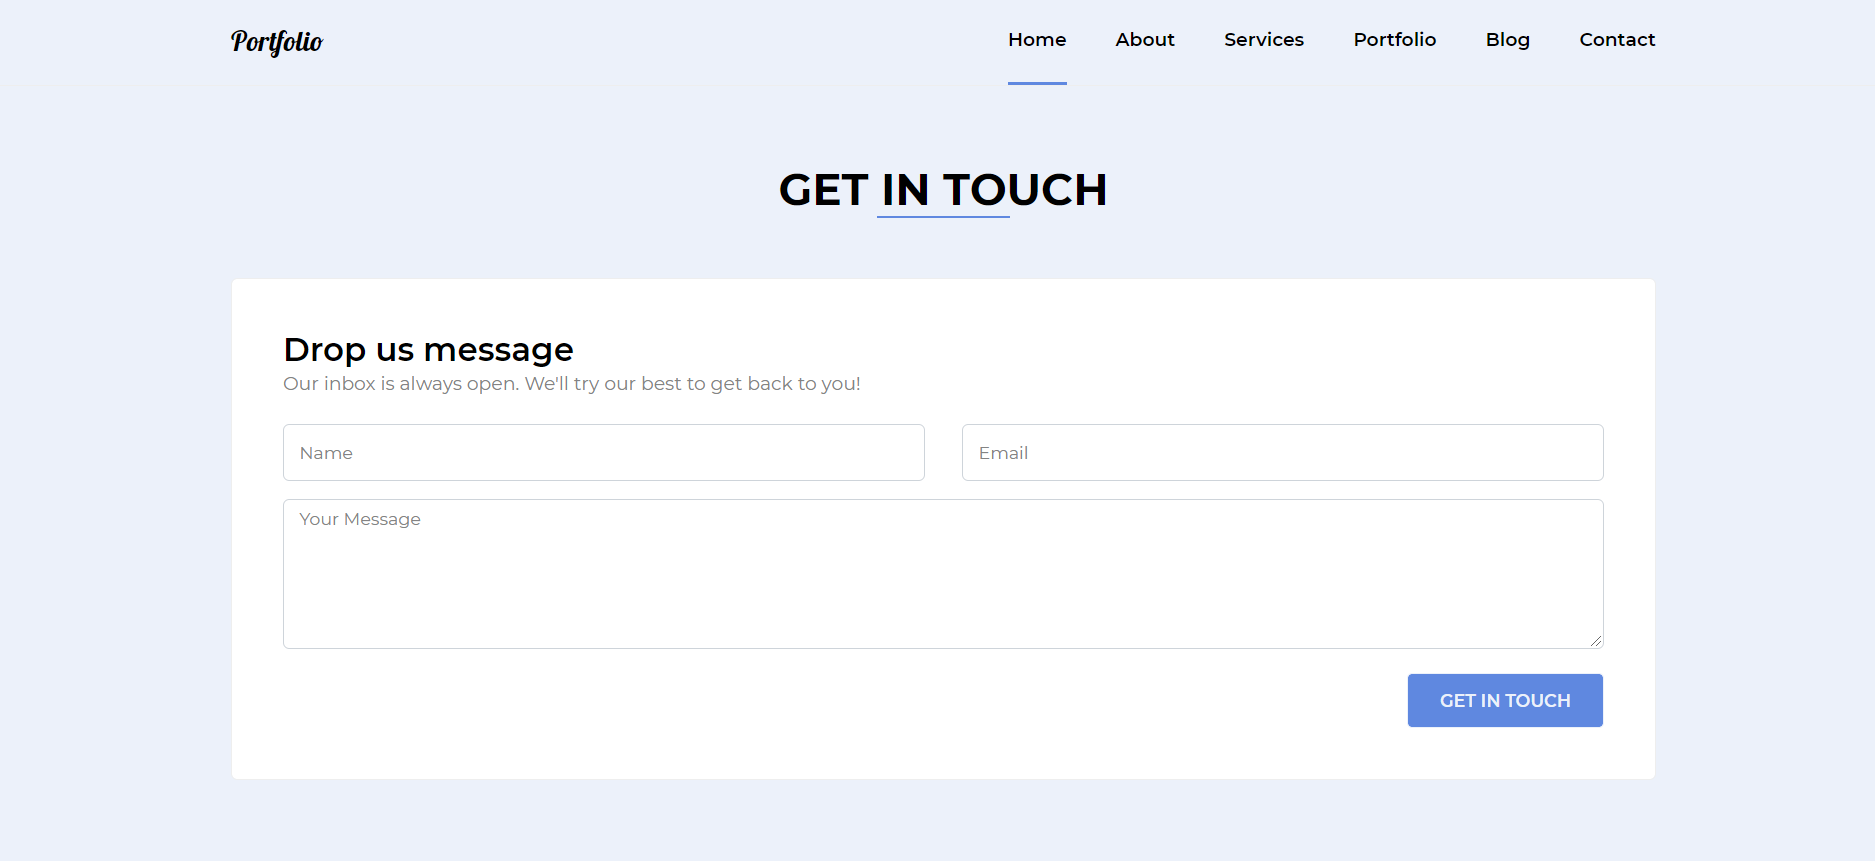 Portfolio Home About Services Portfolio Blog Contact
GET IN TOUCH
Drop us message
Our inbox is always open. We'll try our best to get back to you!
Name Email
Your Message
GET IN TOUCH